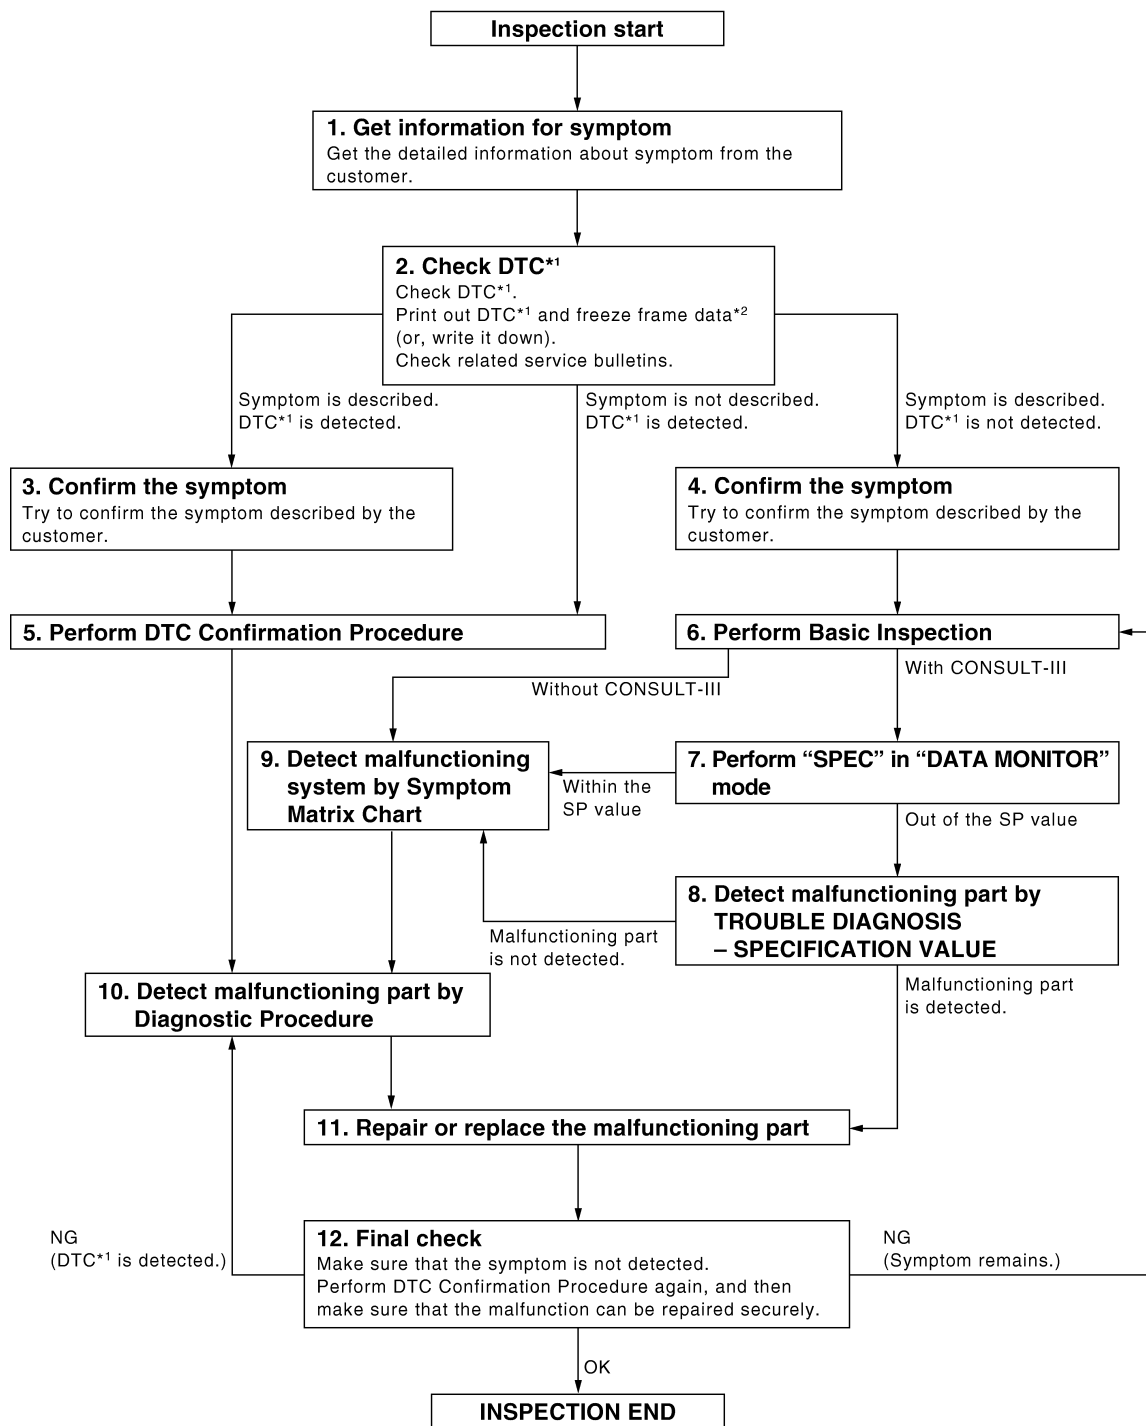 Inspection start
1. Get information for symptom
Get the detailed information about symptom from the
customer.
2. Check DTC*1
Check DTC*1.
Print out DTC*1 and freeze frame data*2
(or, write it down).
Check related service bulletins.
Symptom is described.
DTC*1 is detected.
Symptom is not described.
DTC*1 is detected.
Symptom is described.
DTC*1 is not detected.
3. Confirm the symptom
Try to confirm the symptom described by the
customer.
4. Confirm the symptom
Try to confirm the symptom described by the
customer.
5. Perform DTC Confirmation Procedure
6. Perform Basic Inspection
Without CONSULT-III
With CONSULT-III
9. Detect malfunctioning
system by Symptom
Matrix Chart
Within the
SP value
7. Perform “SPEC” in “DATA MONITOR”
mode
Out of the SP value
8. Detect malfunctioning part by
TROUBLE DIAGNOSIS
– SPECIFICATION VALUE
Malfunctioning part
is not detected.
Malfunctioning part
is detected.
10. Detect malfunctioning part by
Diagnostic Procedure
11. Repair or replace the malfunctioning part
NG
(DTC*1 is detected.)
12. Final check
Make sure that the symptom is not detected.
Perform DTC Confirmation Procedure again, and then
make sure that the malfunction can be repaired securely.
NG
(Symptom remains.)
OK
INSPECTION END